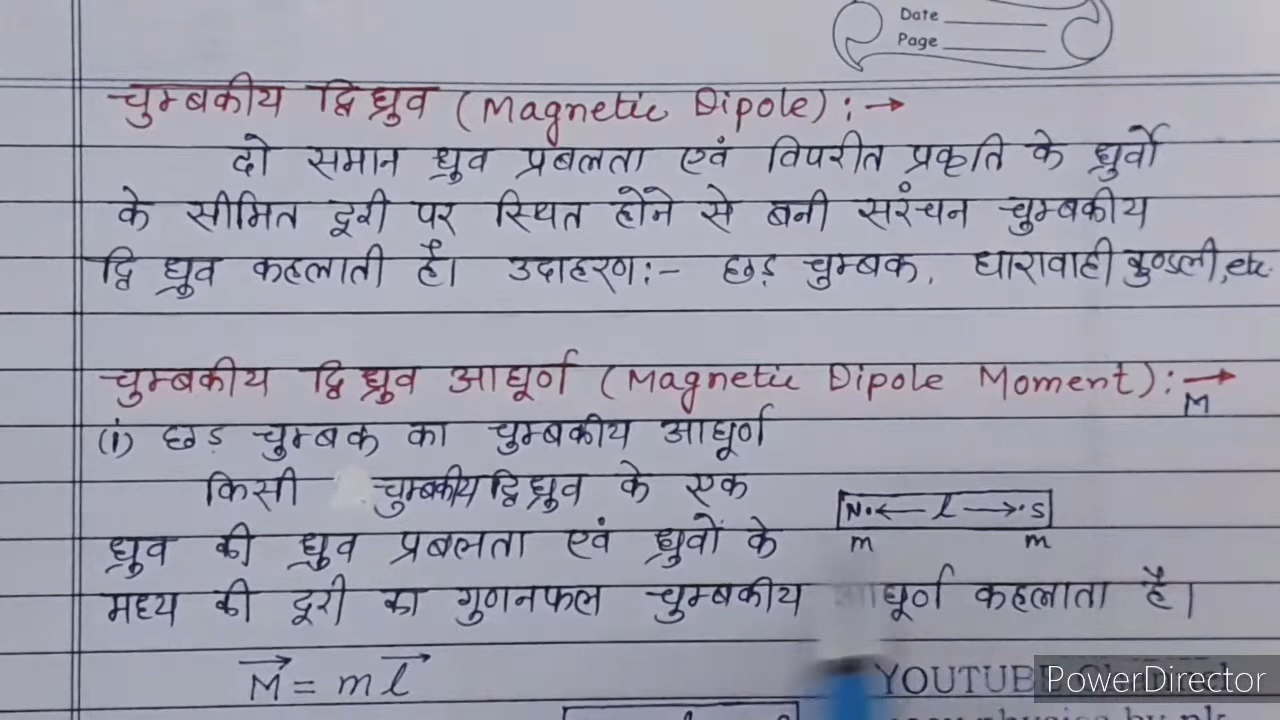 Date
Page
चुम्बकीय द्विध्रुव (Magnetic Dipole) : →
दो समान ध्रुव प्रबलता एवं विपरीत प्रकृति के ध्रुवों
के सीमित दूरी पर स्थित होने से बनी सरंचन चुम्बकीय
द्वि ध्रुव कहलाती है। उदाहरण:- छड़ चुम्बक, धारावाही कुण्डली, etc.
चुम्बकीय द्विध्रुव आघूर्ण (Magnetic Dipole Moment) : →
M
(i) छड़ चुम्बक का चुम्बकीय आघूर्ण
किसी चुम्बकीय द्विध्रुव के एक
N.← l →.S
ध्रुव की ध्रुव प्रबलता एवं ध्रुवों के
m m
मध्य की दूरी का गुणनफल चुम्बकीय आघूर्ण कहलाता है।
M⃗ = m l⃗
YOUTUBE
PowerDirector